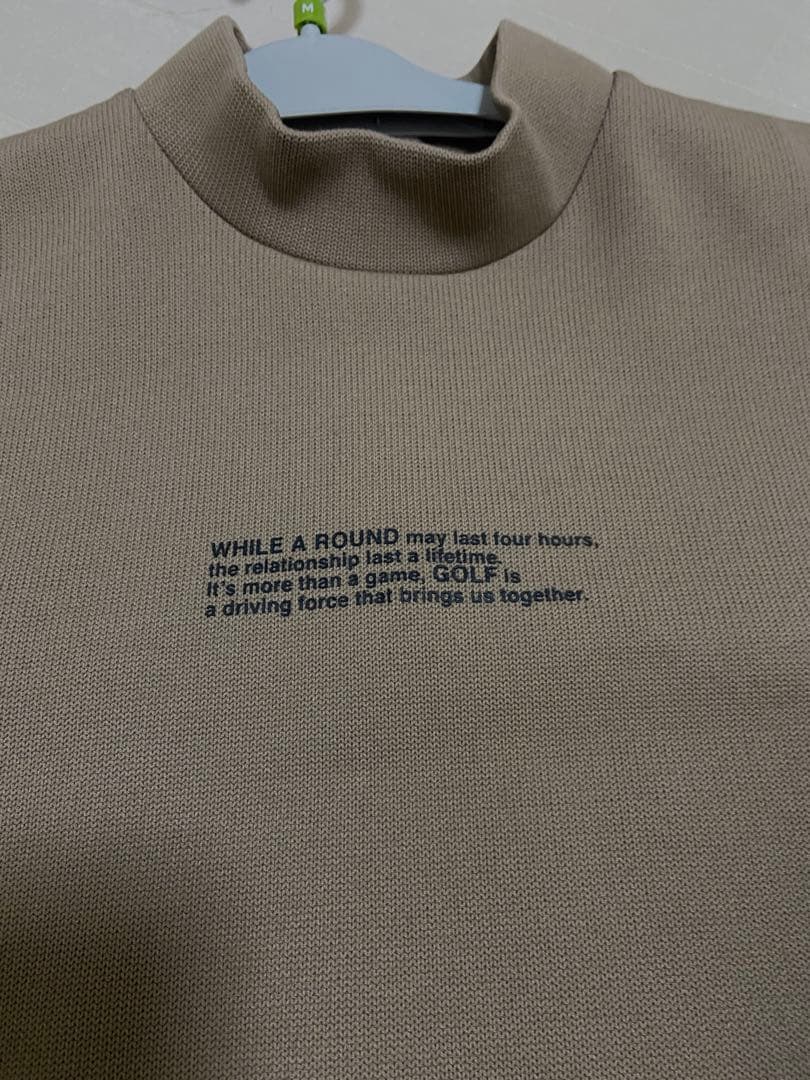 M
WHILE A ROUND may last four hours,
the relationship last a lifetime.
It's more than a game, GOLF is
a driving force that brings us together.